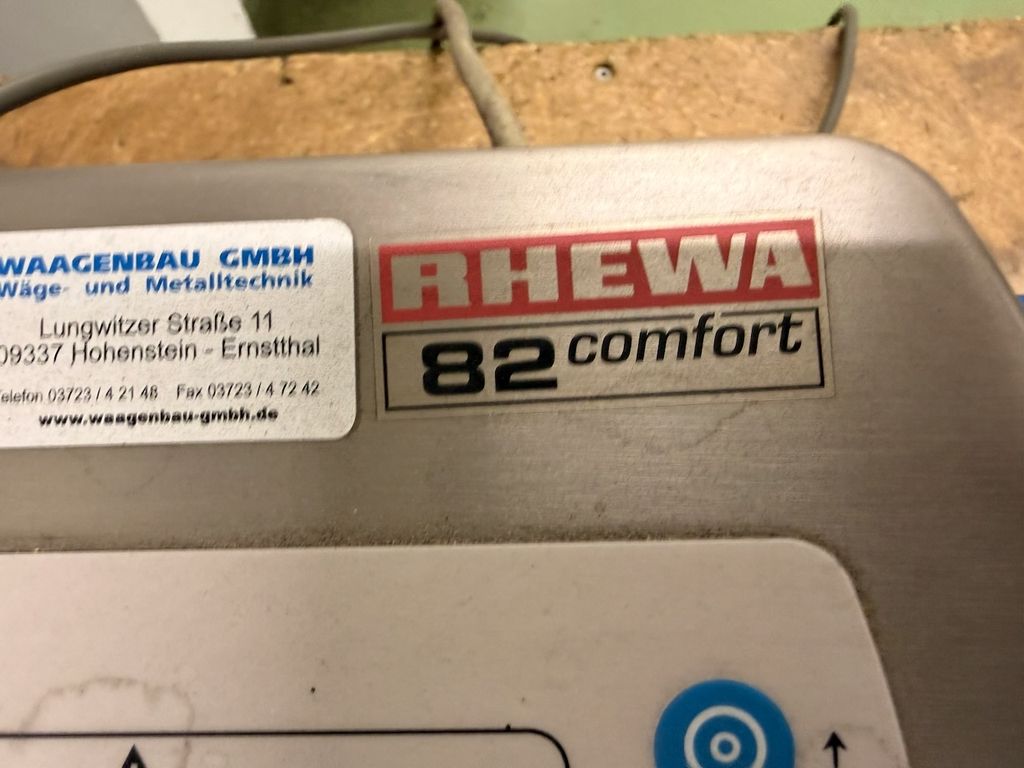 WAAGENBAU GMBH
Wäge- und Metalltechnik
Lungwitzer Straße 11
09337 Hohenstein - Ernstthal
Telefon 03723 / 4 21 48 Fax 03723 / 4 72 42
www.waagenbau-gmbh.de
RHEWA
82 comfort